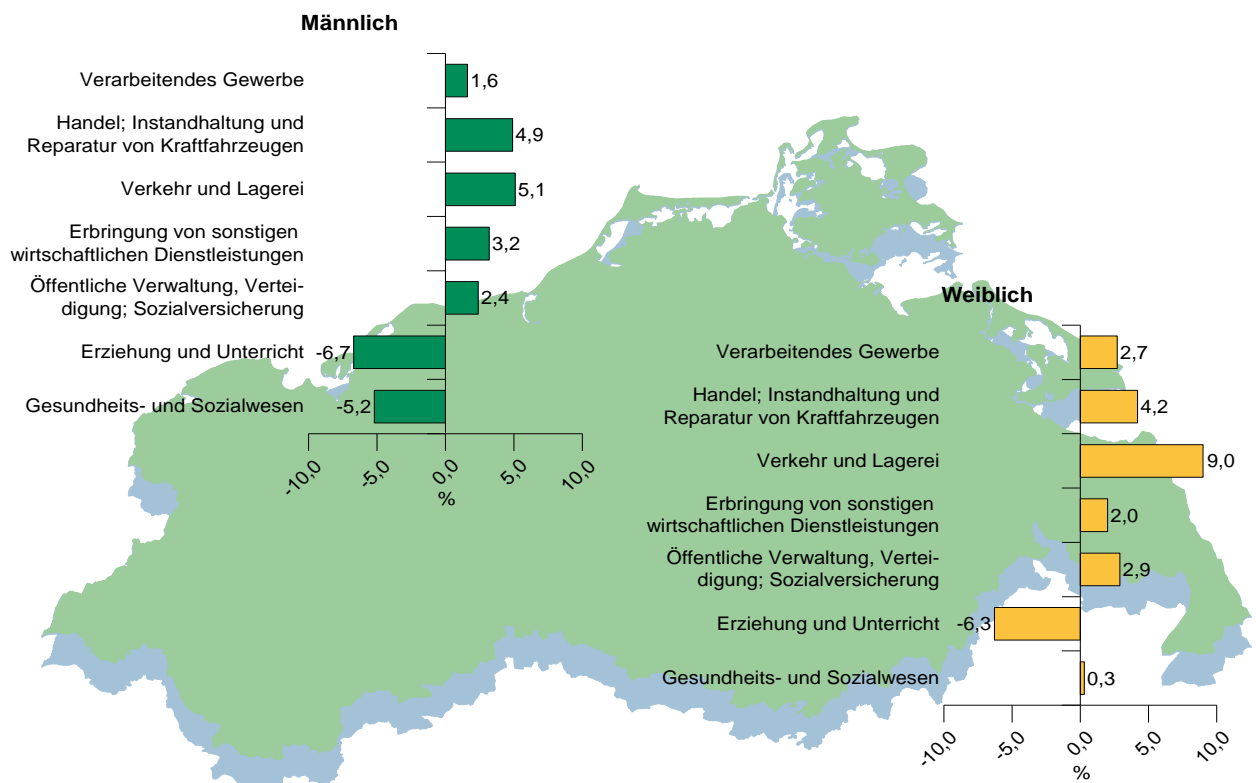 Männlich
Verarbeitendes Gewerbe
1,6
Handel; Instandhaltung und
Reparatur von Kraftfahrzeugen
4,9
Verkehr und Lagerei
5,1
Erbringung von sonstigen
wirtschaftlichen Dienstleistungen
3,2
Öffentliche Verwaltung, Vertei-
digung; Sozialversicherung
2,4
Erziehung und Unterricht
-6,7
Gesundheits- und Sozialwesen
-5,2
-10,0
-5,0
0,0
5,0
10,0
%
Weiblich
Verarbeitendes Gewerbe
2,7
Handel; Instandhaltung und
Reparatur von Kraftfahrzeugen
4,2
Verkehr und Lagerei
9,0
Erbringung von sonstigen
wirtschaftlichen Dienstleistungen
2,0
Öffentliche Verwaltung, Vertei-
digung; Sozialversicherung
2,9
Erziehung und Unterricht
-6,3
Gesundheits- und Sozialwesen
0,3
-10,0
-5,0
0,0
5,0
10,0
%